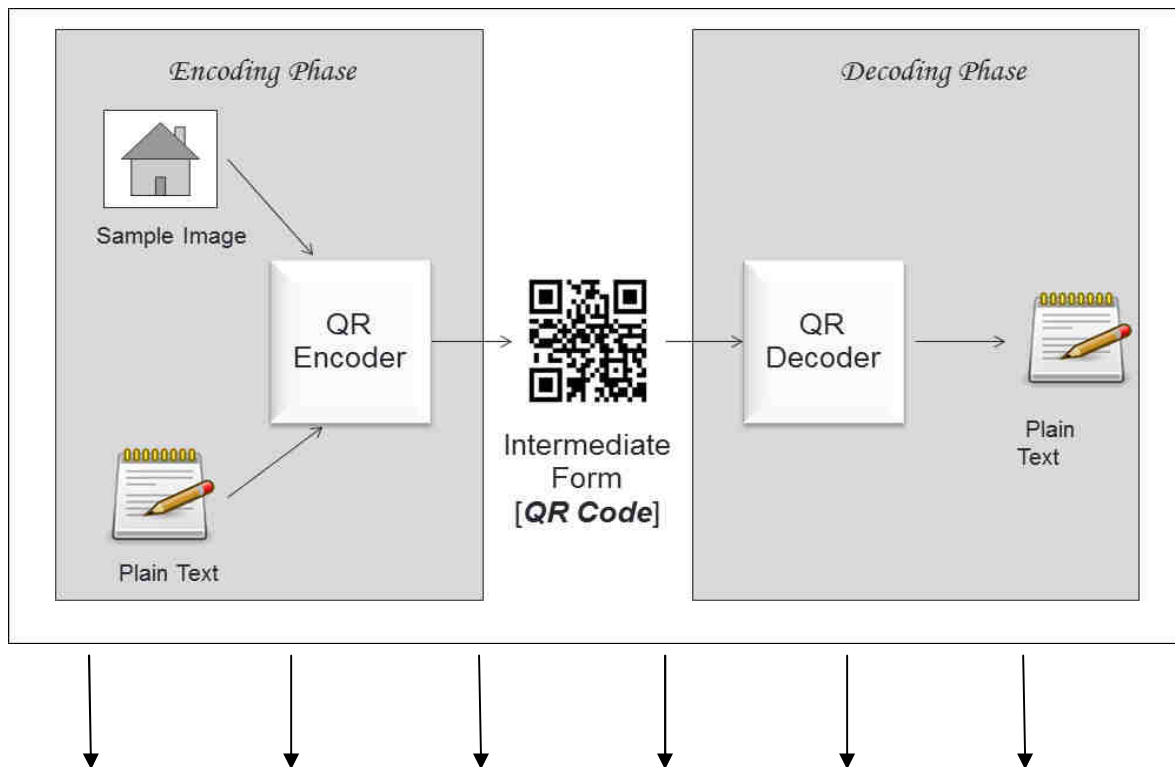 Encoding Phase
Sample Image
QR
Encoder
Plain Text
Intermediate
Form
[QR Code]
Decoding Phase
QR
Decoder
Plain
Text